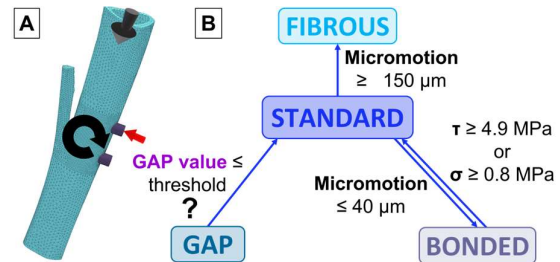 A
B
FIBROUS
Micromotion
≥ 150 µm
STANDARD
GAP value ≤
threshold
?
Micromotion
≤ 40 µm
τ ≥ 4.9 MPa
or
σ ≥ 0.8 MPa
GAP
BONDED